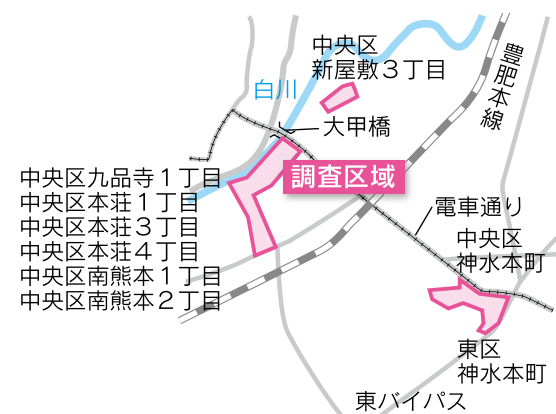 中央区
新屋敷３丁目
豊肥本線
白川
大甲橋
調査区域
中央区九品寺１丁目
中央区本荘１丁目
中央区本荘３丁目
中央区本荘４丁目
中央区南熊本１丁目
中央区南熊本２丁目
電車通り
中央区
神水本町
東区
神水本町
東バイパス